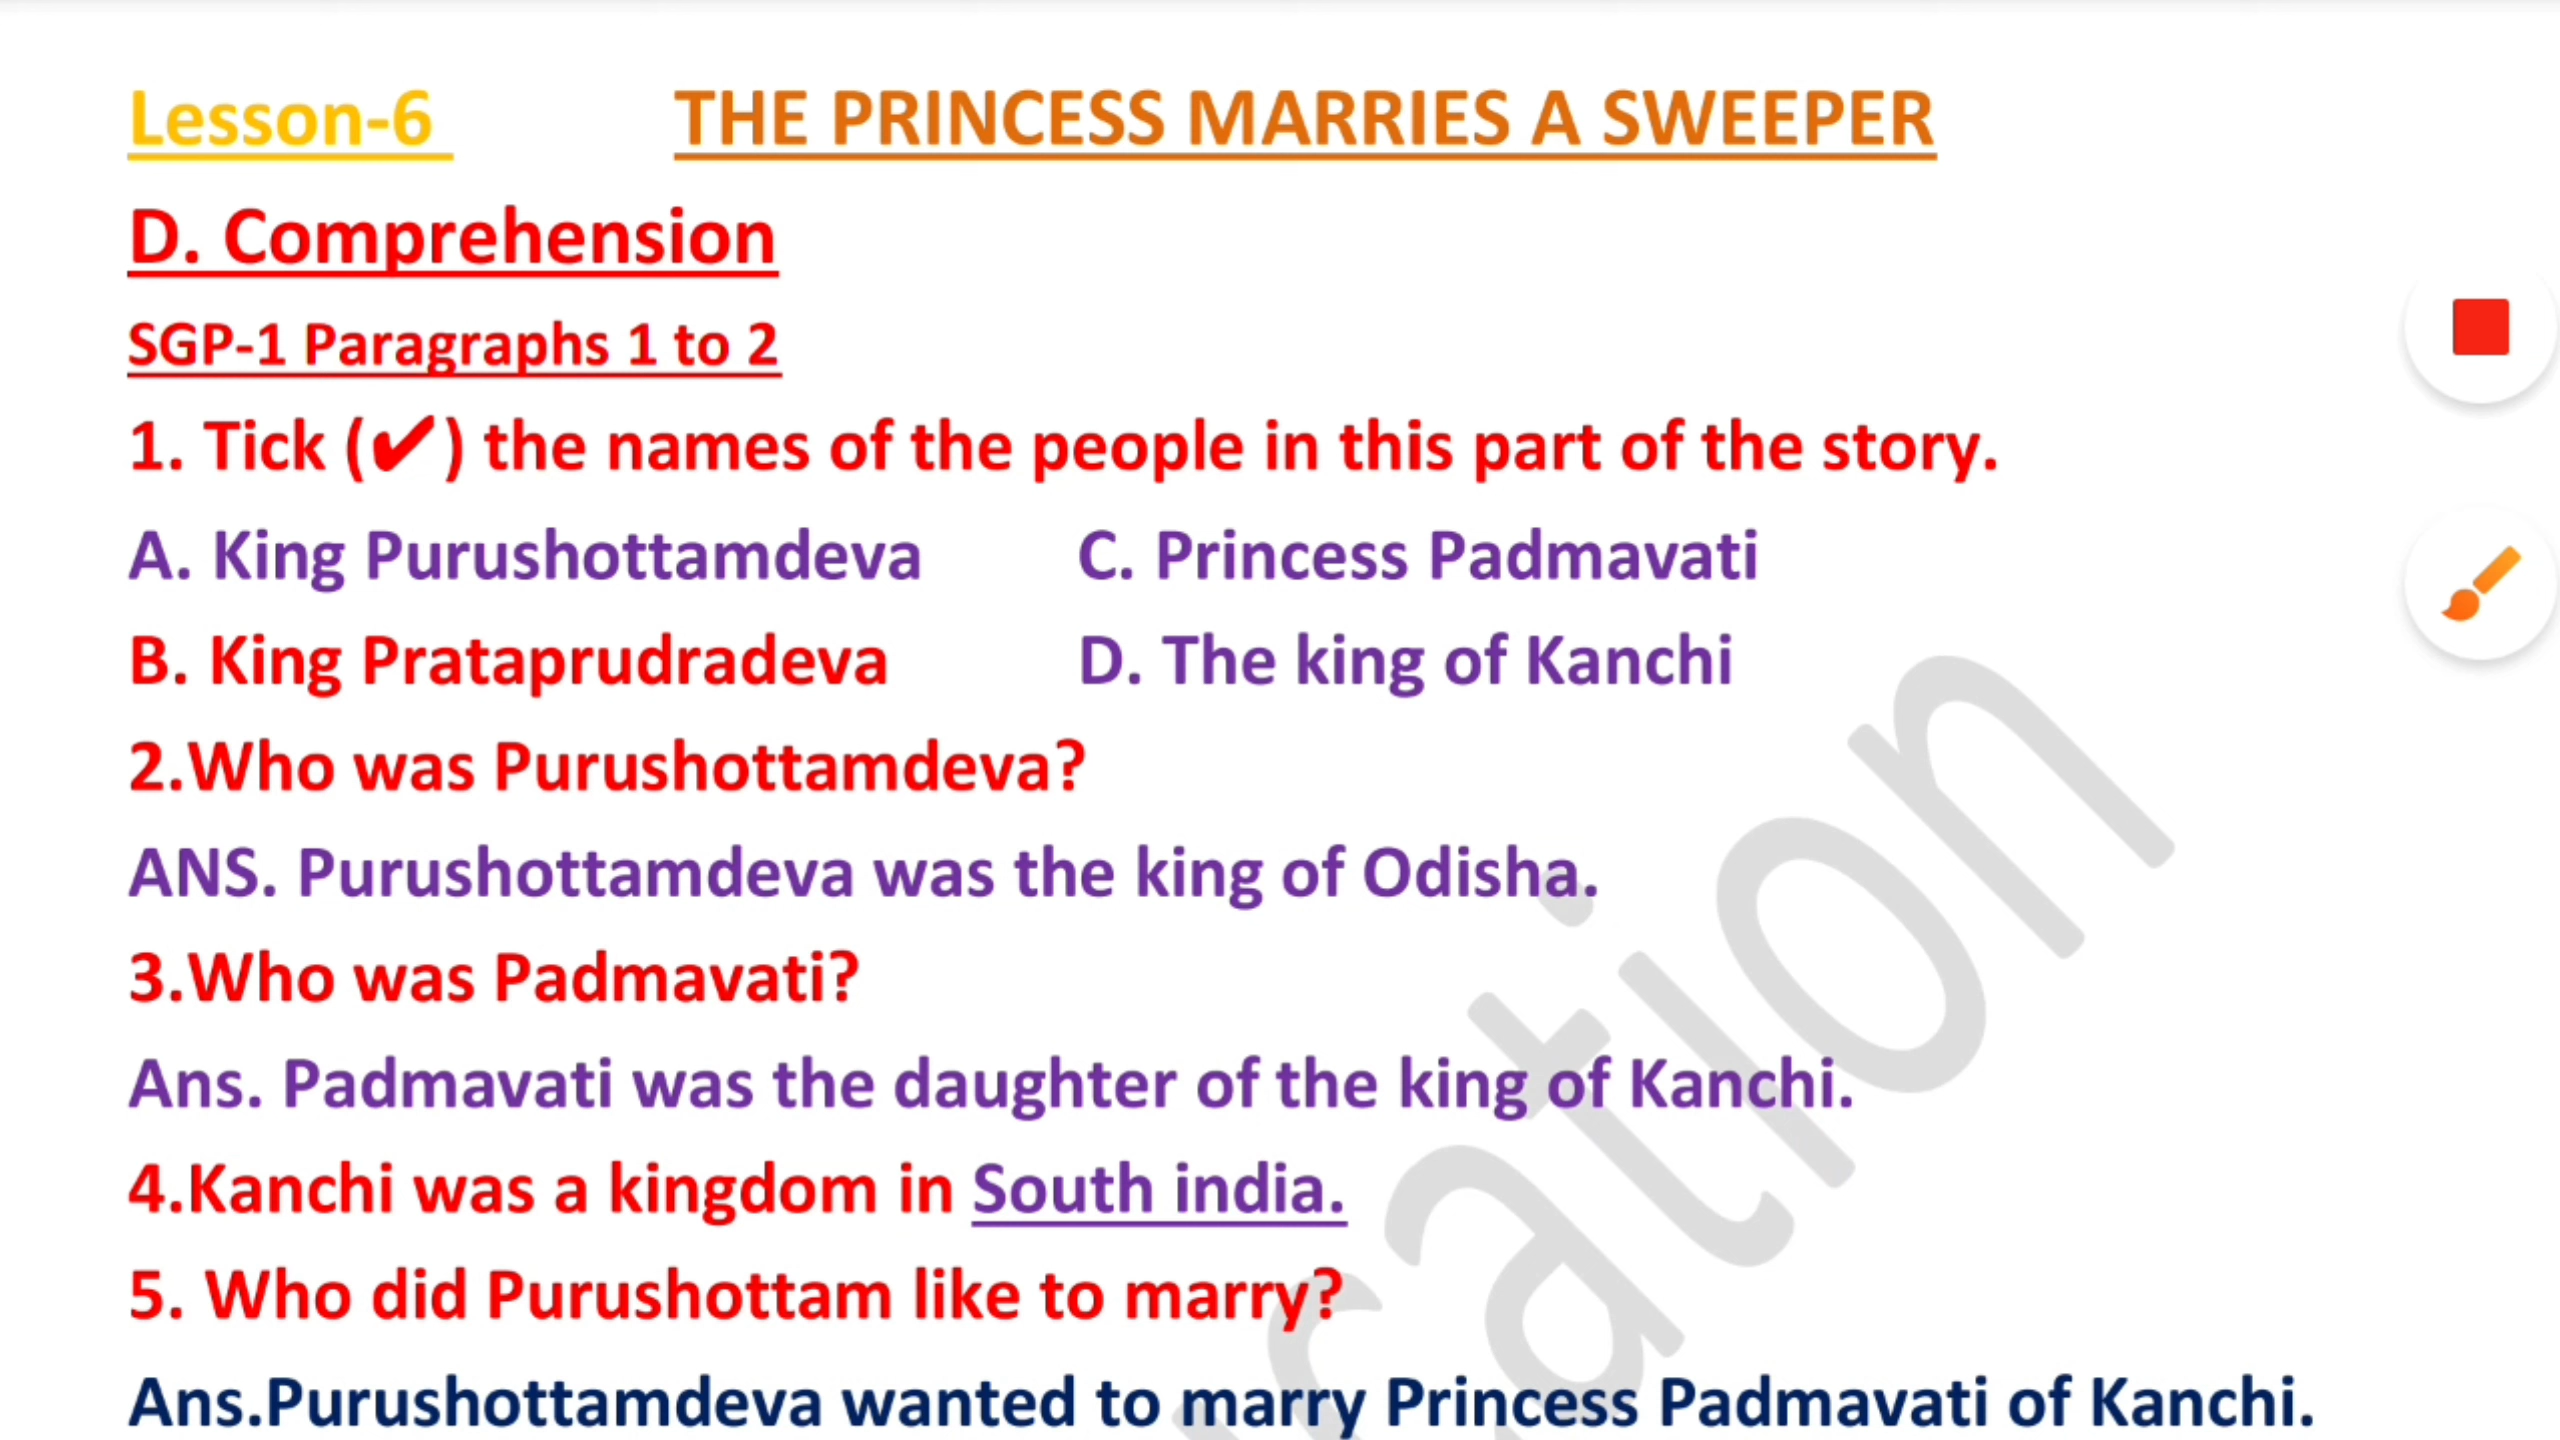 Lesson-6 THE PRINCESS MARRIES A SWEEPER
D. Comprehension
SGP-1 Paragraphs 1 to 2
1. Tick (✔) the names of the people in this part of the story.
A. King Purushottamdeva C. Princess Padmavati
B. King Prataprudradeva D. The king of Kanchi
2.Who was Purushottamdeva?
ANS. Purushottamdeva was the king of Odisha.
3.Who was Padmavati?
Ans. Padmavati was the daughter of the king of Kanchi.
4.Kanchi was a kingdom in South india.
5. Who did Purushottam like to marry?
Ans.Purushottamdeva wanted to marry Princess Padmavati of Kanchi.